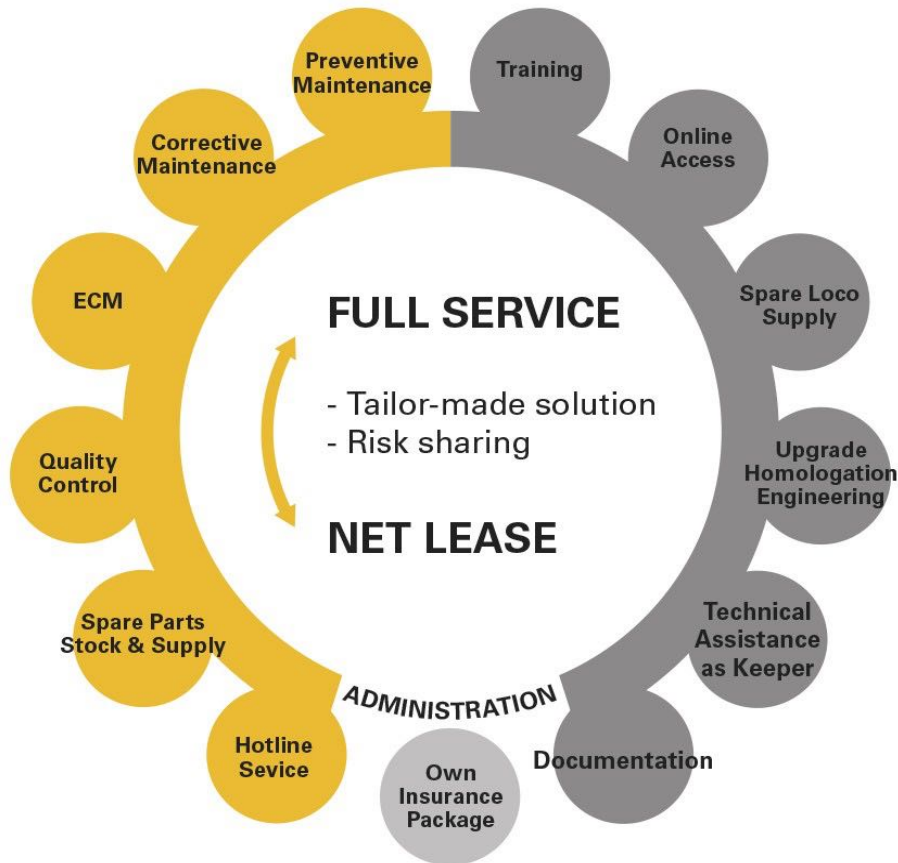 Preventive
Maintenance
Training
Corrective
Maintenance
Online
Access
ECM
Spare Loco
Supply
FULL SERVICE
- Tailor-made solution
- Risk sharing
NET LEASE
Quality
Control
Upgrade
Homologation
Engineering
Spare Parts
Stock & Supply
Technical
Assistance
as Keeper
ADMINISTRATION
Hotline
Sevice
Documentation
Own
Insurance
Package